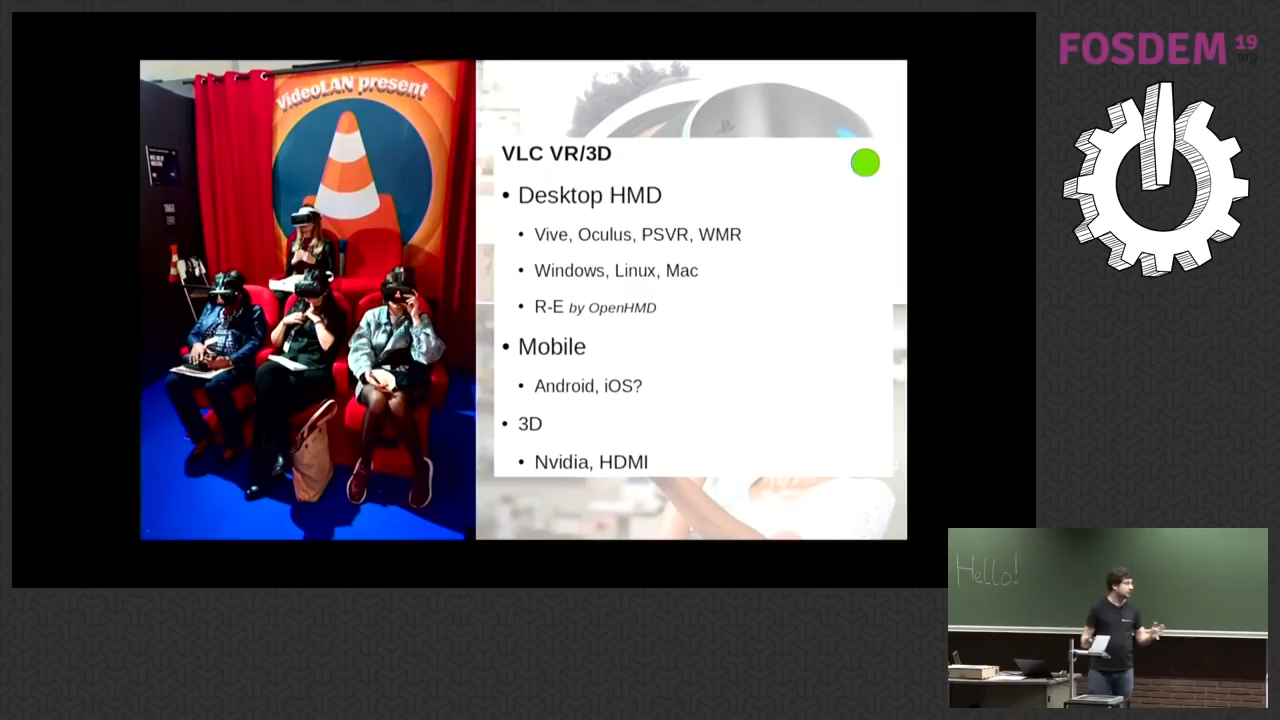 FOSDEM 19
.org
VideoLAN present
VLC VR/3D
• Desktop HMD
• Vive, Oculus, PSVR, WMR
• Windows, Linux, Mac
• R-E by OpenHMD
• Mobile
• Android, iOS?
• 3D
• Nvidia, HDMI
Hello!